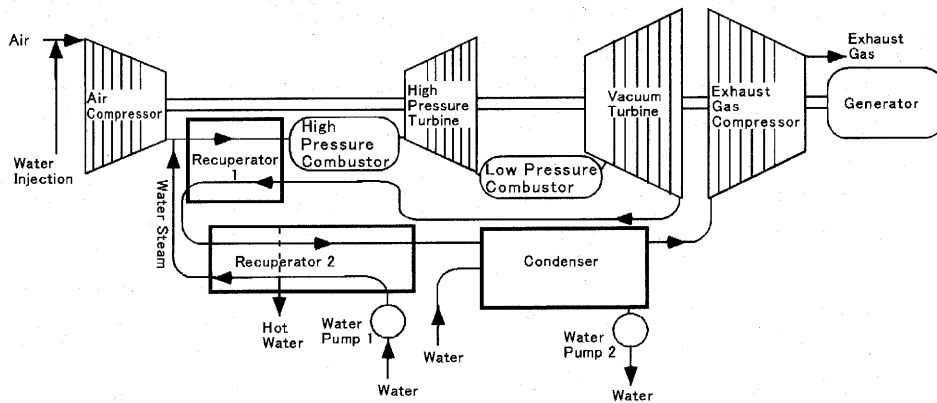 Air
Water
Injection
Air
Compressor
Water Steam
Recuperator
1
High
Pressure
Combustor
High
Pressure
Turbine
Low Pressure
Combustor
Vacuum
Turbine
Exhaust
Gas
Compressor
Exhaust
Gas
Generator
Recuperator 2
Hot
Water
Water
Pump 1
Water
Water
Condenser
Water
Pump 2
Water